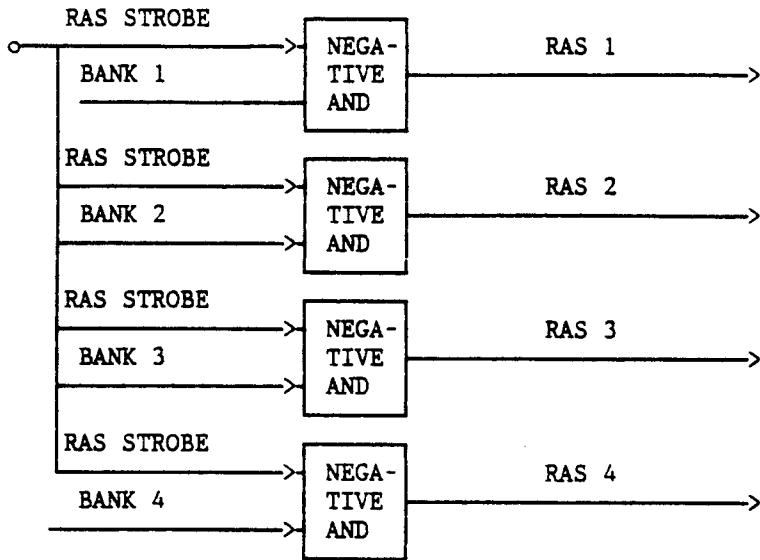 RAS STROBE
BANK 1
NEGA-
TIVE
AND
RAS 1
RAS STROBE
BANK 2
NEGA-
TIVE
AND
RAS 2
RAS STROBE
BANK 3
NEGA-
TIVE
AND
RAS 3
RAS STROBE
BANK 4
NEGA-
TIVE
AND
RAS 4